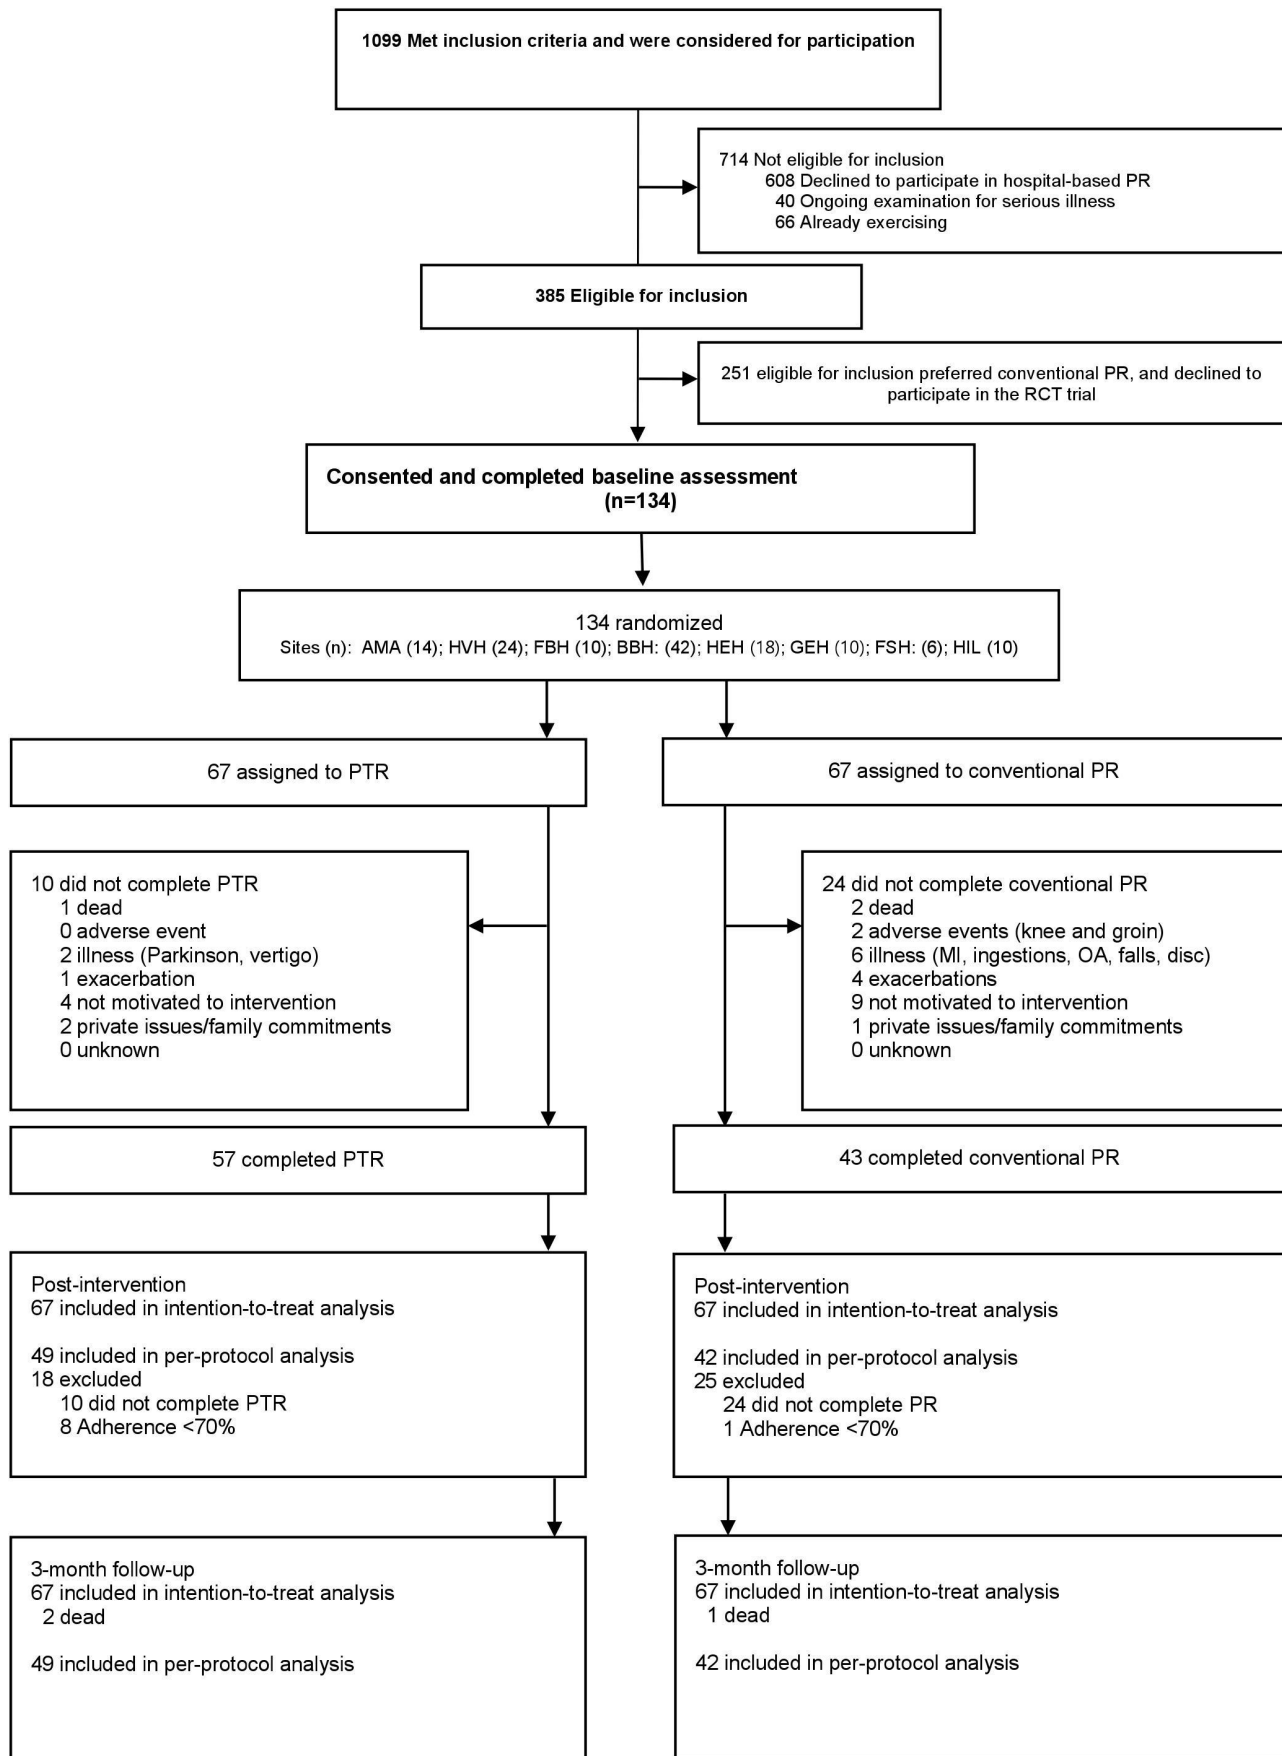 1099 Met inclusion criteria and were considered for participation
714 Not eligible for inclusion
608 Declined to participate in hospital-based PR
40 Ongoing examination for serious illness
66 Already exercising
385 Eligible for inclusion
251 eligible for inclusion preferred conventional PR, and declined to
participate in the RCT trial
Consented and completed baseline assessment
(n=134)
134 randomized
Sites (n): AMA (14); HVH (24); FBH (10); BBH: (42); HEH (18); GEH (10); FSH: (6); HIL (10)
67 assigned to PTR
67 assigned to conventional PR
10 did not complete PTR
1 dead
0 adverse event
2 illness (Parkinson, vertigo)
1 exacerbation
4 not motivated to intervention
2 private issues/family commitments
0 unknown
24 did not complete coventional PR
2 dead
2 adverse events (knee and groin)
6 illness (MI, ingestions, OA, falls, disc)
4 exacerbations
9 not motivated to intervention
1 private issues/family commitments
0 unknown
57 completed PTR
43 completed conventional PR
Post-intervention
67 included in intention-to-treat analysis
49 included in per-protocol analysis
18 excluded
10 did not complete PTR
8 Adherence <70%
Post-intervention
67 included in intention-to-treat analysis
42 included in per-protocol analysis
25 excluded
24 did not complete PR
1 Adherence <70%
3-month follow-up
67 included in intention-to-treat analysis
2 dead
49 included in per-protocol analysis
3-month follow-up
67 included in intention-to-treat analysis
1 dead
42 included in per-protocol analysis